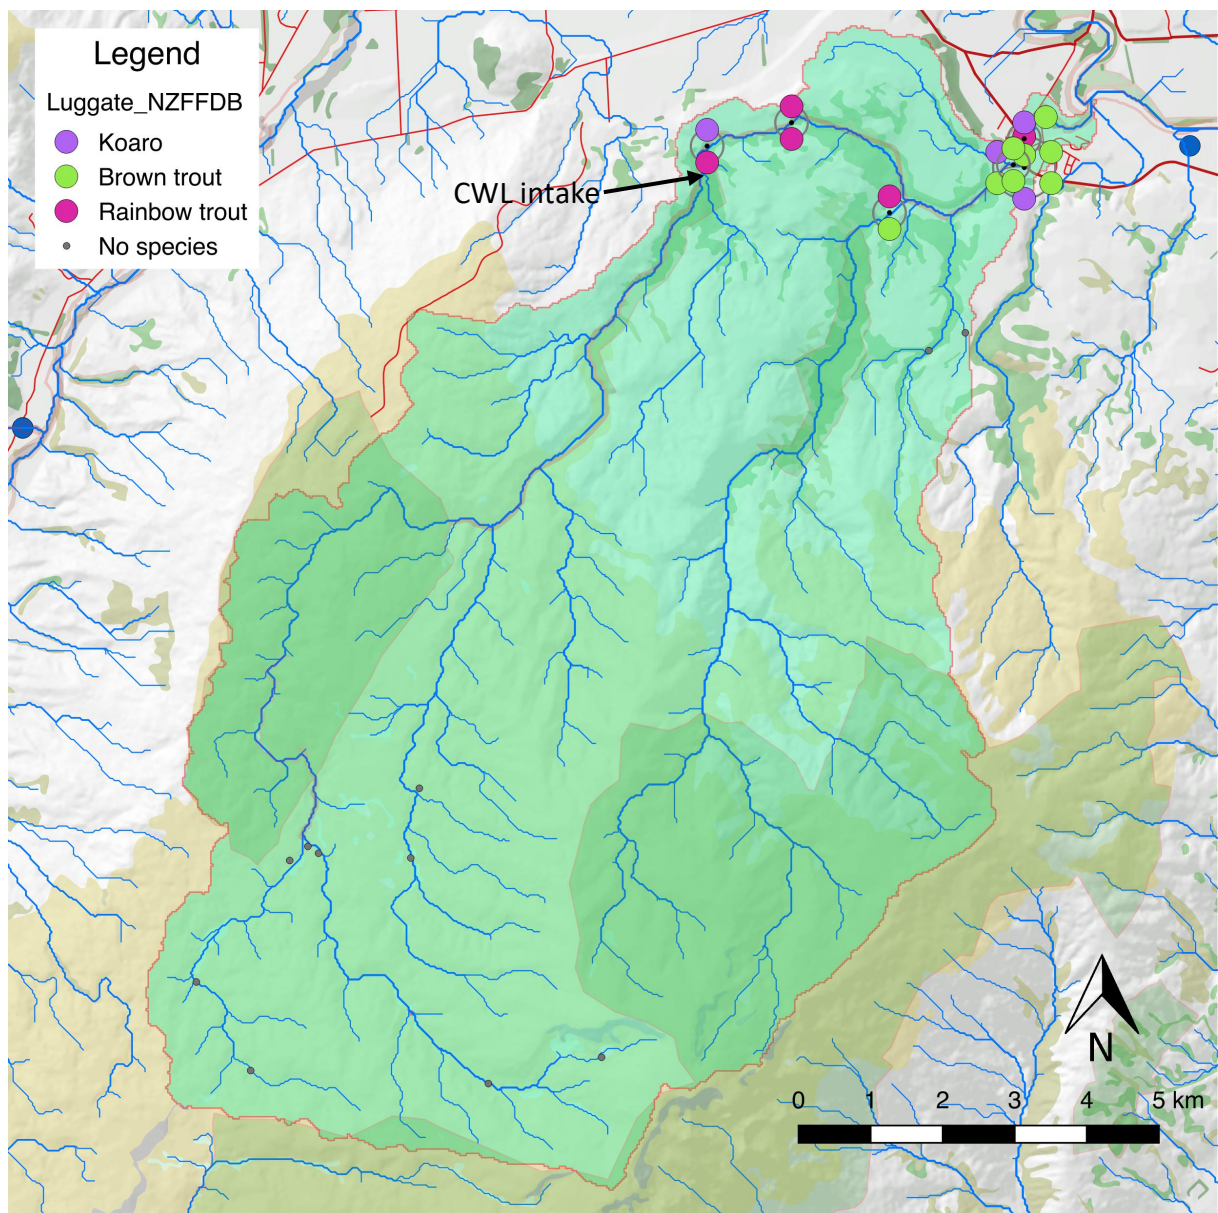 Legend
Luggate_NZFFDB
Koaro
Brown trout
Rainbow trout
No species
CWL intake
N
0 1 2 3 4 5 km